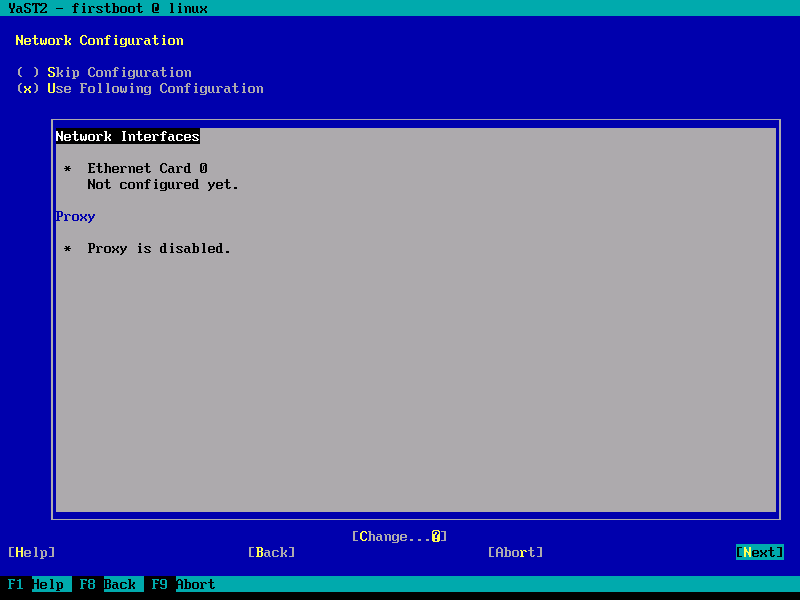 YaST2 - firstboot @ linux
Network Configuration
( ) Skip Configuration
(x) Use Following Configuration
Network Interfaces
* Ethernet Card 0
Not configured yet.
Proxy
* Proxy is disabled.
[Change...?]
[Help] [Back] [Abort] [Next]
F1 Help F8 Back F9 Abort